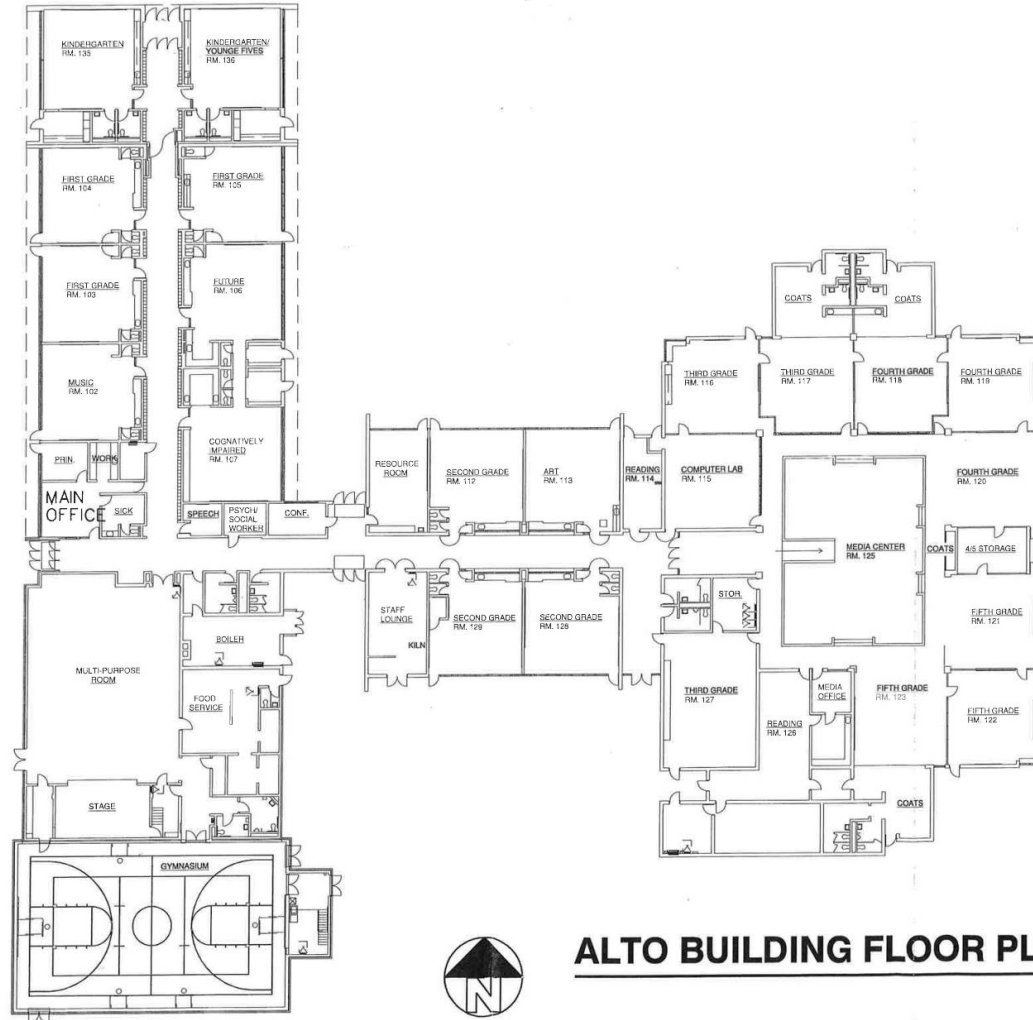 KINDERGARTEN
RM. 135
KINDERGARTEN/
YOUNGE FIVES
RM. 136
FIRST GRADE
RM. 104
FIRST GRADE
RM. 105
FIRST GRADE
RM. 103
FUTURE
RM. 106
MUSIC
RM. 102
COGNATIVELY
IMPAIRED
RM. 107
PRIN.
WORK
MAIN
OFFICE
SICK
SPEECH
PSYCH/
SOCIAL
WORKER
CONF.
RESOURCE
ROOM
SECOND GRADE
RM. 112
ART
RM. 113
READING
RM. 114
COMPUTER LAB
RM. 115
COATS
COATS
THIRD GRADE
RM. 116
THIRD GRADE
RM. 117
FOURTH GRADE
RM. 118
FOURTH GRADE
RM. 119
FOURTH GRADE
RM. 120
MEDIA CENTER
RM. 125
COATS
4/5 STORAGE
STAFF
LOUNGE
KILN
SECOND GRADE
RM. 129
SECOND GRADE
RM. 128
STOR.
FIFTH GRADE
RM. 121
THIRD GRADE
RM. 127
READING
RM. 126
MEDIA
OFFICE
FIFTH GRADE
RM. 123
FIFTH GRADE
RM. 122
COATS
MULTI-PURPOSE
ROOM
BOILER
FOOD
SERVICE
STAGE
GYMNASIUM
N
ALTO BUILDING FLOOR PL